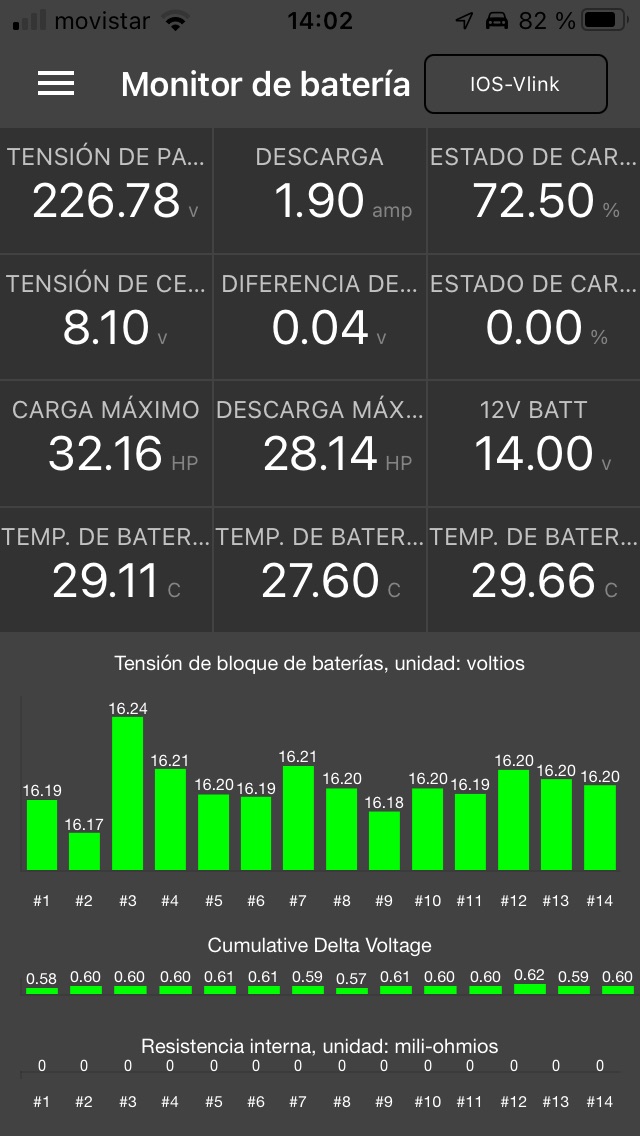 movistar 14:02 82 %
Monitor de batería IOS-Vlink
TENSIÓN DE PA... DESCARGA ESTADO DE CAR...
226.78 v 1.90 amp 72.50 %
TENSIÓN DE CE... DIFERENCIA DE... ESTADO DE CAR...
8.10 v 0.04 v 0.00 %
CARGA MÁXIMO DESCARGA MÁX... 12V BATT
32.16 HP 28.14 HP 14.00 v
TEMP. DE BATER... TEMP. DE BATER... TEMP. DE BATER...
29.11 C 27.60 C 29.66 C
Tensión de bloque de baterías, unidad: voltios
16.19 16.17 16.24 16.21 16.20 16.19 16.21 16.20 16.18 16.20 16.19 16.20 16.20 16.20
#1 #2 #3 #4 #5 #6 #7 #8 #9 #10 #11 #12 #13 #14
Cumulative Delta Voltage
0.58 0.60 0.60 0.60 0.61 0.61 0.59 0.57 0.61 0.60 0.60 0.62 0.59 0.60
Resistencia interna, unidad: mili-ohmios
0 0 0 0 0 0 0 0 0 0 0 0 0 0
#1 #2 #3 #4 #5 #6 #7 #8 #9 #10 #11 #12 #13 #14